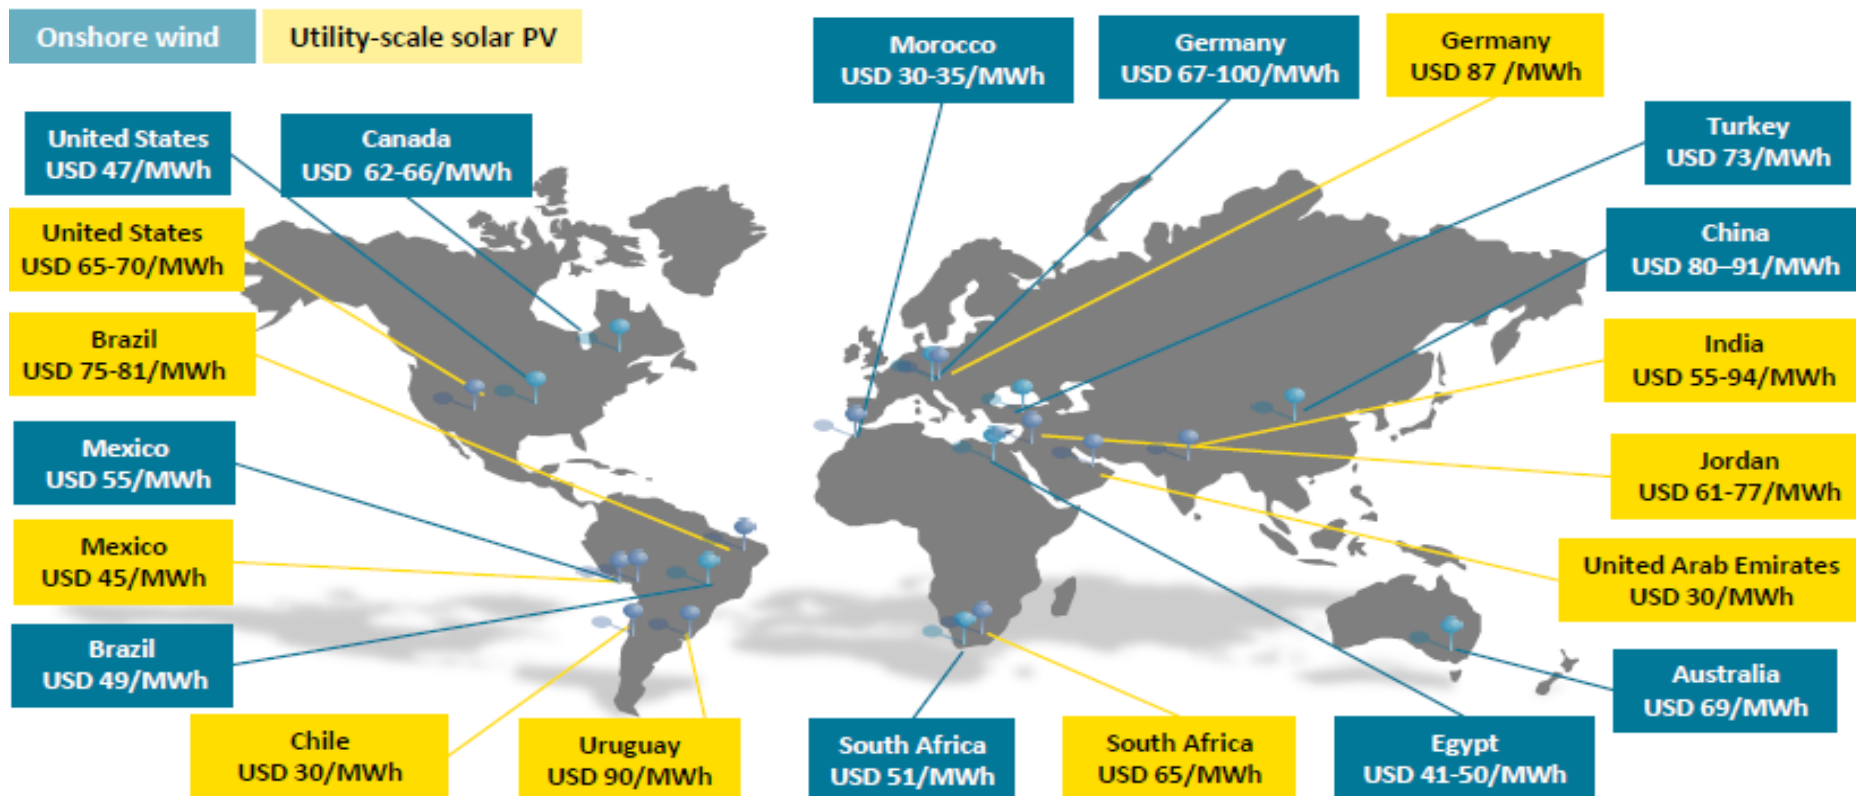 Onshore wind
Utility-scale solar PV
Morocco
USD 30-35/MWh
Germany
USD 67-100/MWh
Germany
USD 87 /MWh
United States
USD 47/MWh
Canada
USD  62-66/MWh
Turkey
USD 73/MWh
United States
USD 65-70/MWh
China
USD 80–91/MWh
Brazil
USD 75-81/MWh
India
USD 55-94/MWh
Mexico
USD 55/MWh
Jordan
USD 61-77/MWh
Mexico
USD 45/MWh
United Arab Emirates
USD 30/MWh
Brazil
USD 49/MWh
Australia
USD 69/MWh
Chile
USD 30/MWh
Uruguay
USD 90/MWh
South Africa
USD 51/MWh
South Africa
USD 65/MWh
Egypt
USD 41-50/MWh